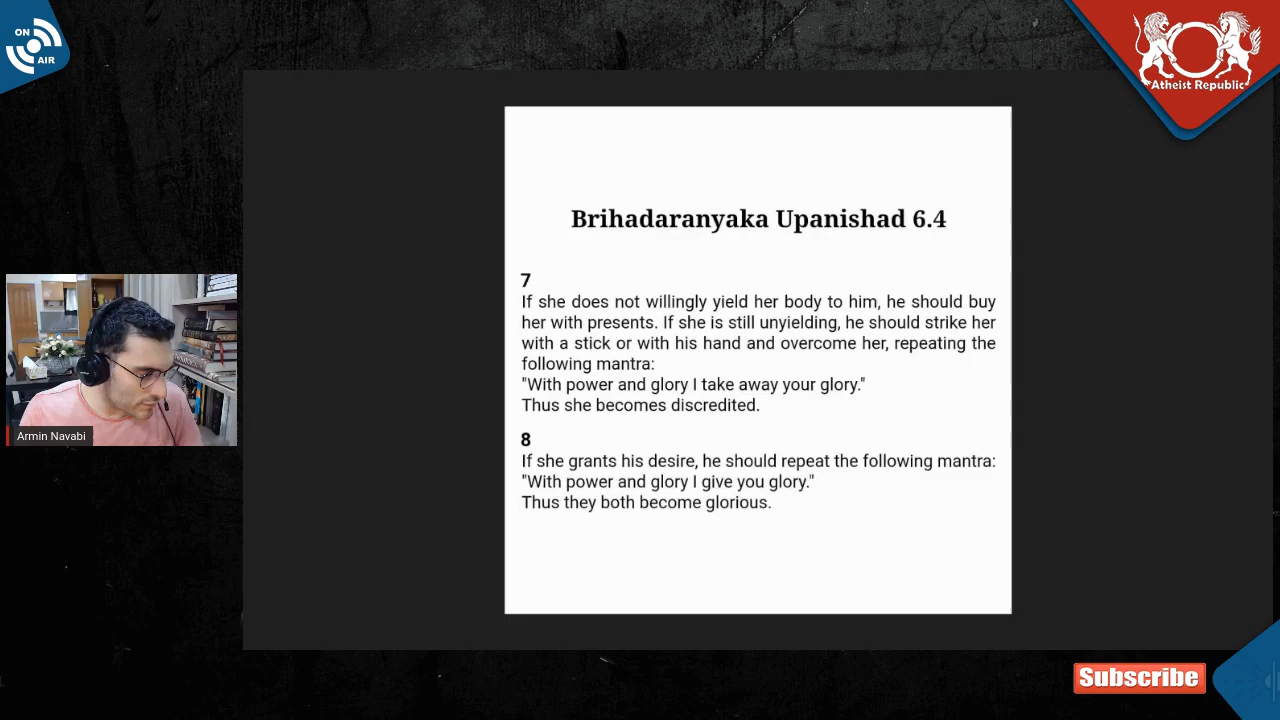 ON
AIR
Atheist Republic
Brihadaranyaka Upanishad 6.4
7
If she does not willingly yield her body to him, he should buy
her with presents. If she is still unyielding, he should strike her
with a stick or with his hand and overcome her, repeating the
following mantra:
"With power and glory I take away your glory."
Thus she becomes discredited.
8
If she grants his desire, he should repeat the following mantra:
"With power and glory I give you glory."
Thus they both become glorious.
Armin Navabi
Subscribe